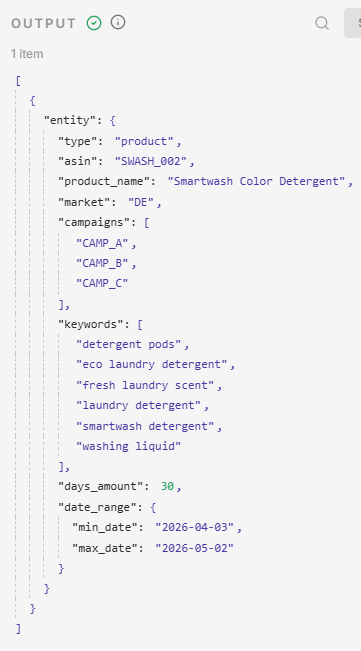 OUTPUT
1 item
[
{
"entity": {
"type": "product",
"asin": "SWASH_002",
"product_name": "Smartwash Color Detergent",
"market": "DE",
"campaigns": [
"CAMP_A",
"CAMP_B",
"CAMP_C"
],
"keywords": [
"detergent pods",
"eco laundry detergent",
"fresh laundry scent",
"laundry detergent",
"smartwash detergent",
"washing liquid"
],
"days_amount": 30,
"date_range": {
"min_date": "2026-04-03",
"max_date": "2026-05-02"
}
}
}
]